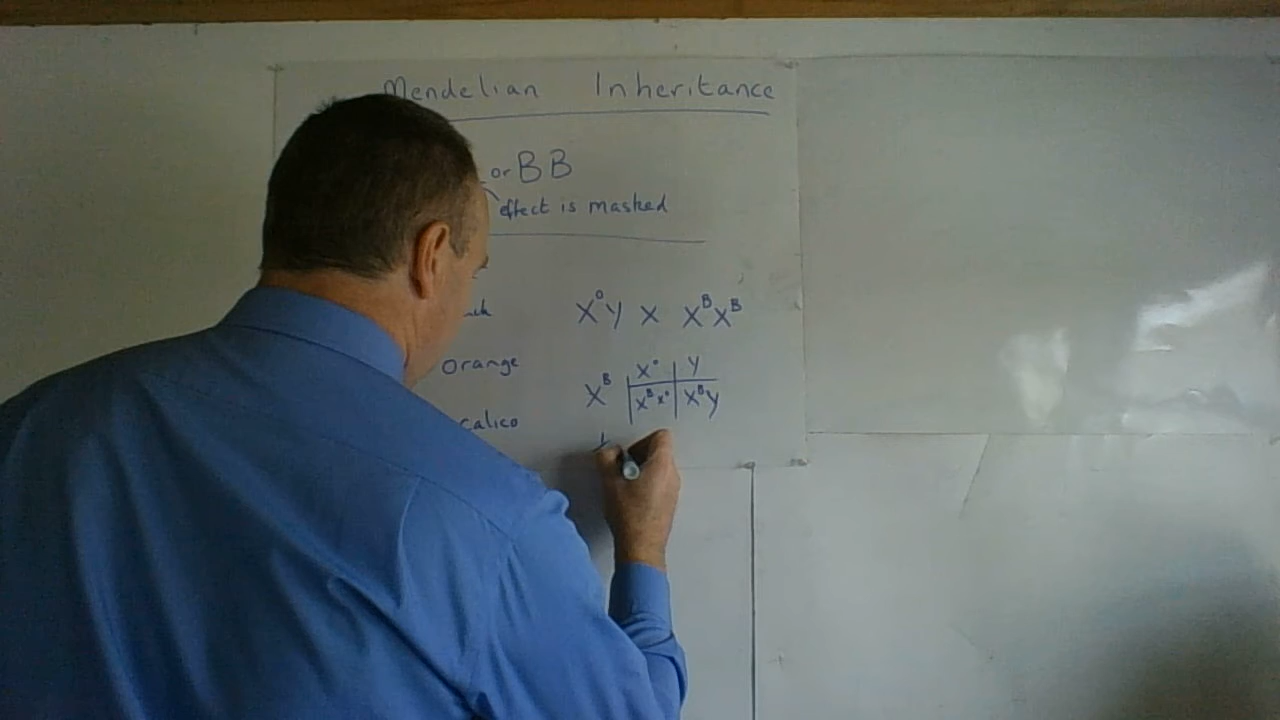 Mendelian Inheritance
or BB
effect is masked
X^O Y x X^B X^B
Orange X^O Y
X^B X^B X^O X^B Y
calico